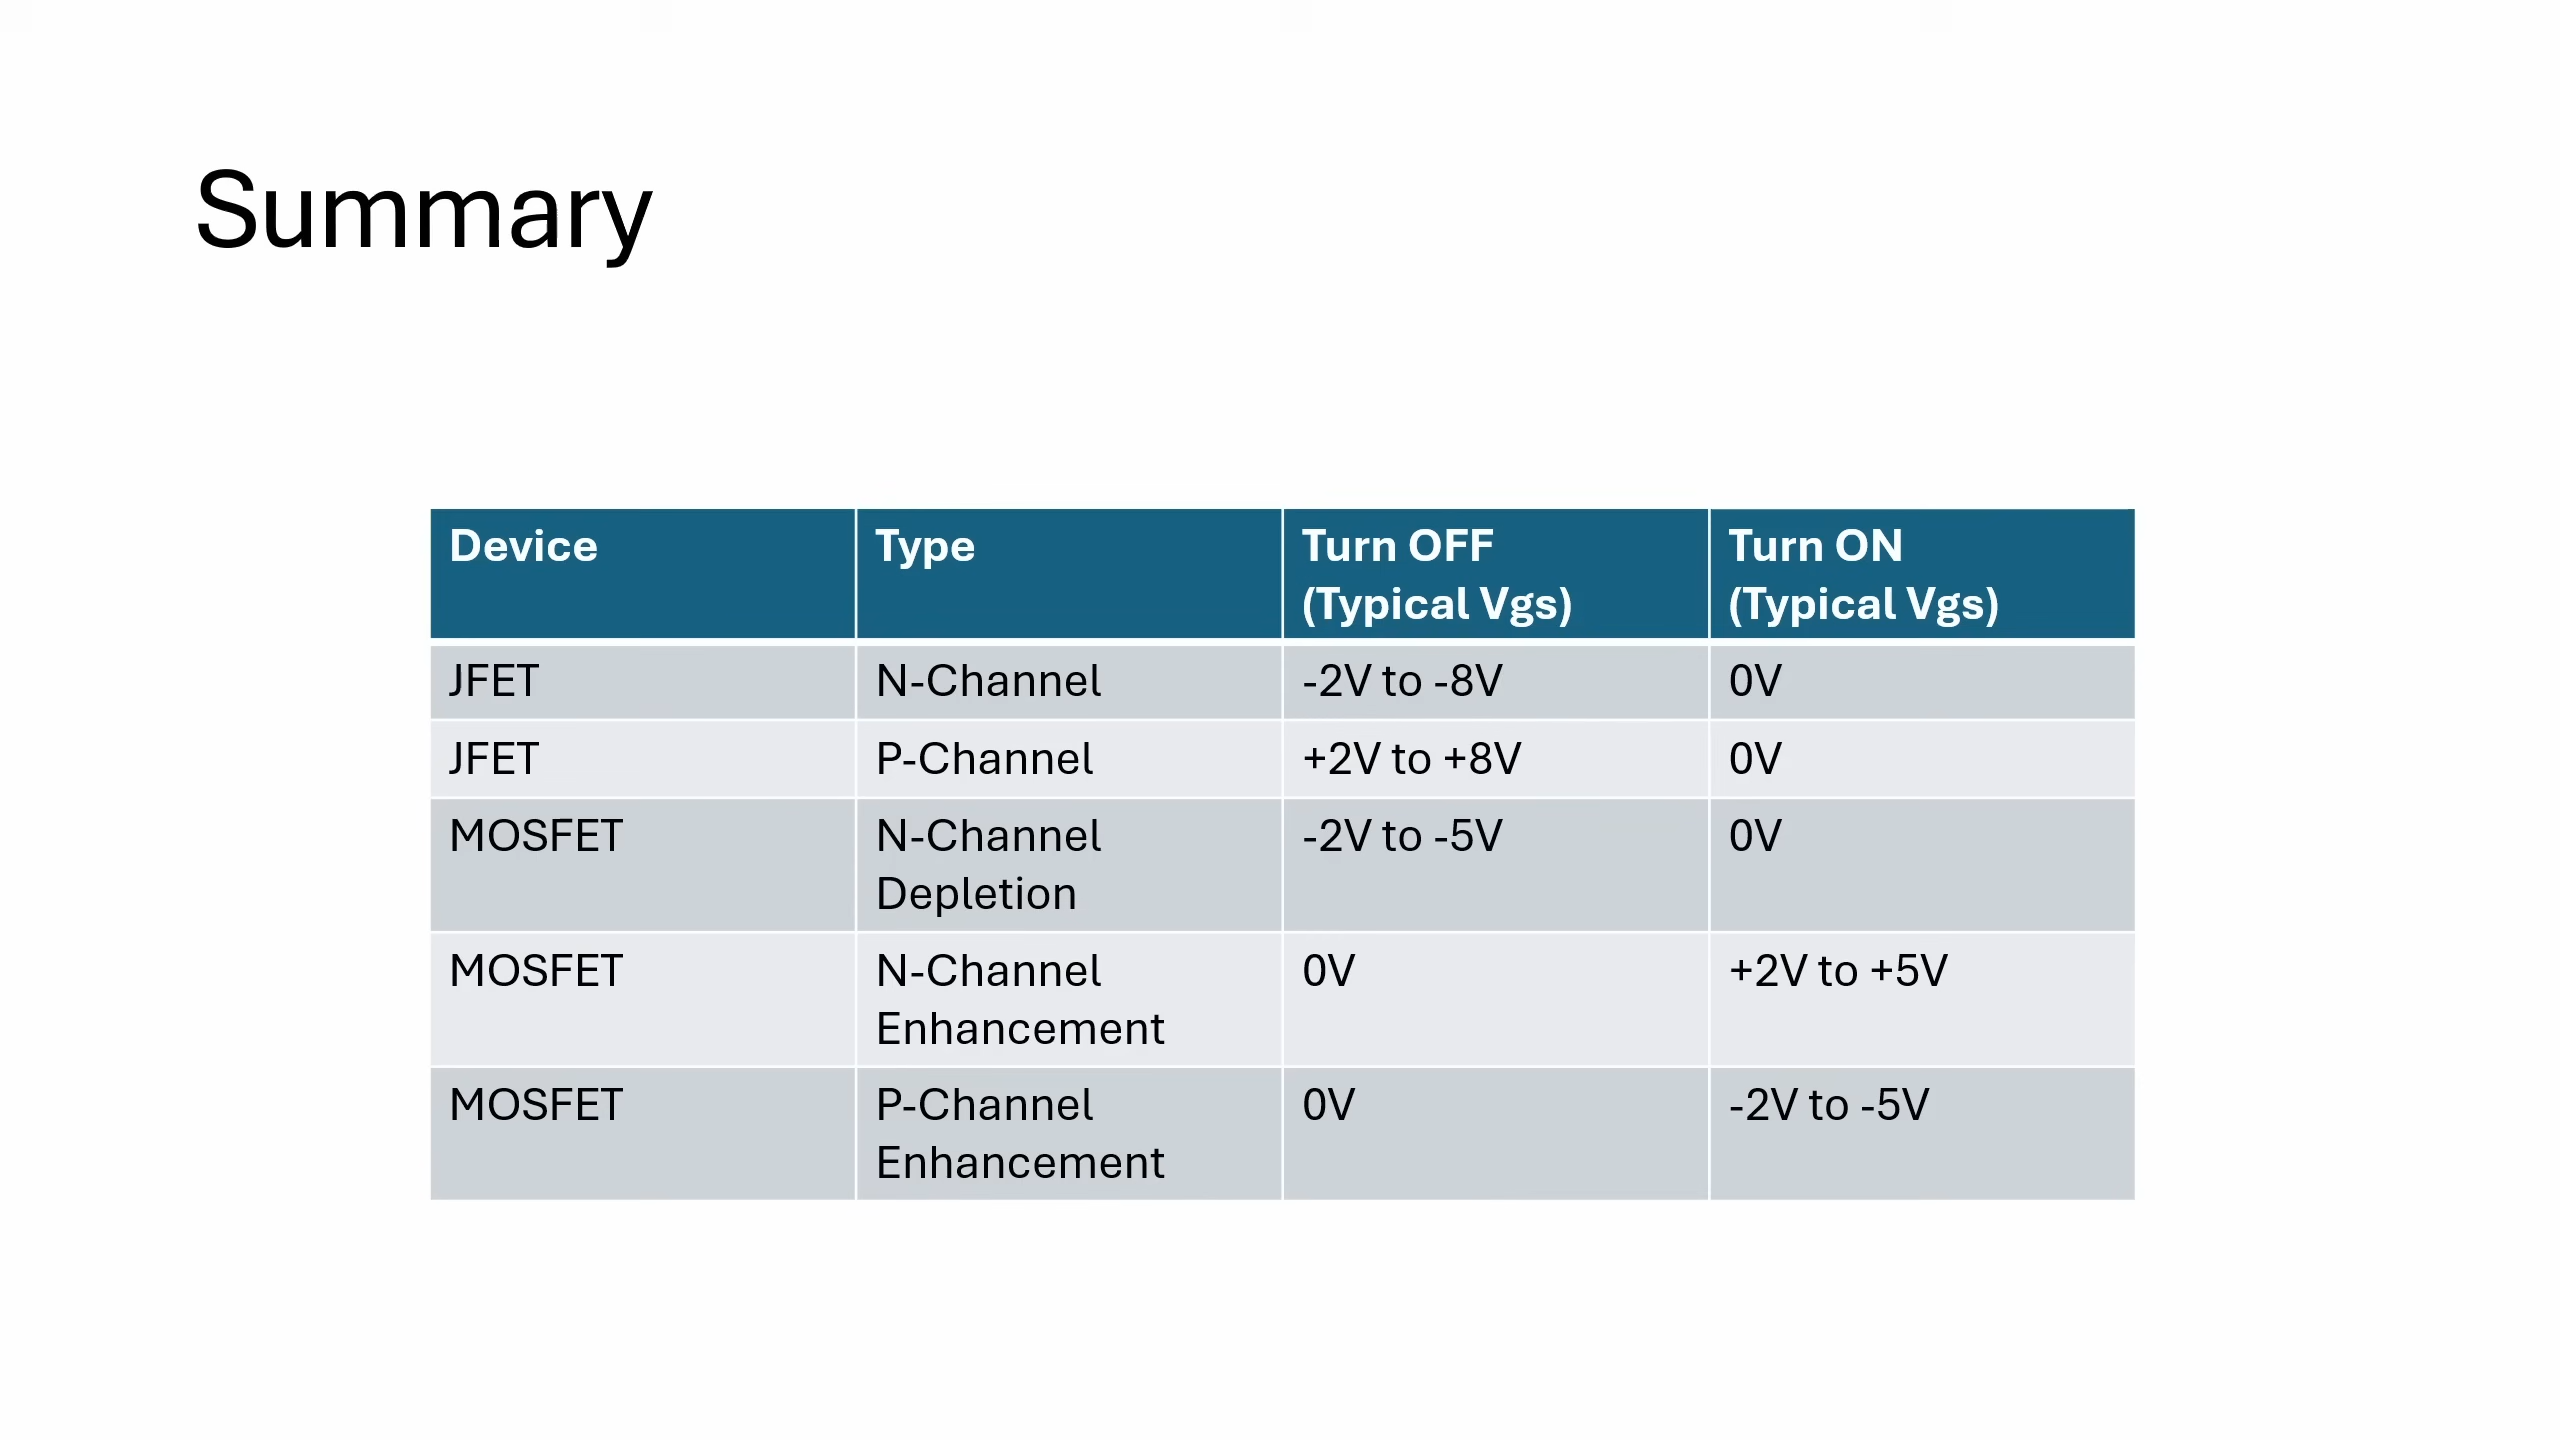 Summary
Device
Type
Turn OFF
(Typical Vgs)
Turn ON
(Typical Vgs)
JFET
N-Channel
-2V to -8V
0V
JFET
P-Channel
+2V to +8V
0V
MOSFET
N-Channel
Depletion
-2V to -5V
0V
MOSFET
N-Channel
Enhancement
0V
+2V to +5V
MOSFET
P-Channel
Enhancement
0V
-2V to -5V